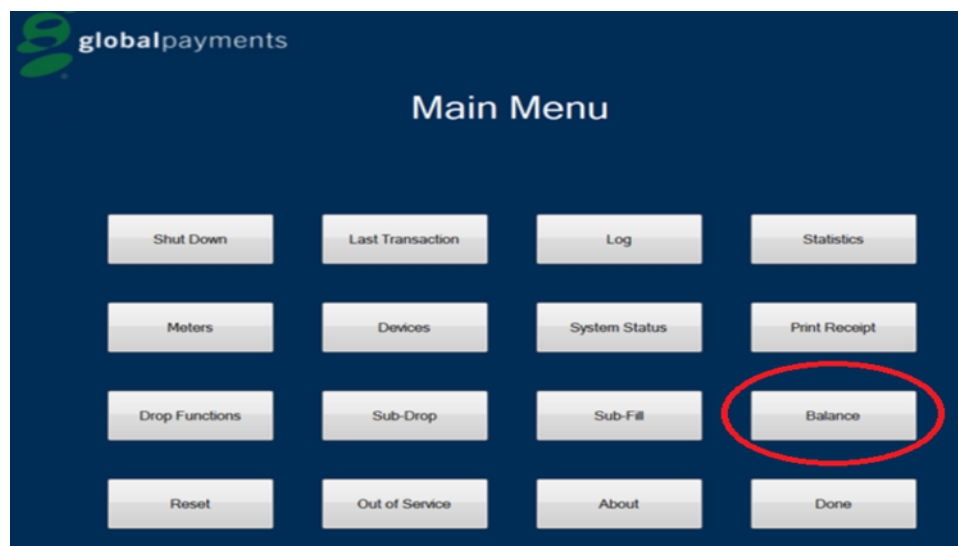 globalpayments
Main Menu
Shut Down Last Transaction Log Statistics
Meters Devices System Status Print Receipt
Drop Functions Sub-Drop Sub-Fill Balance
Reset Out of Service About Done